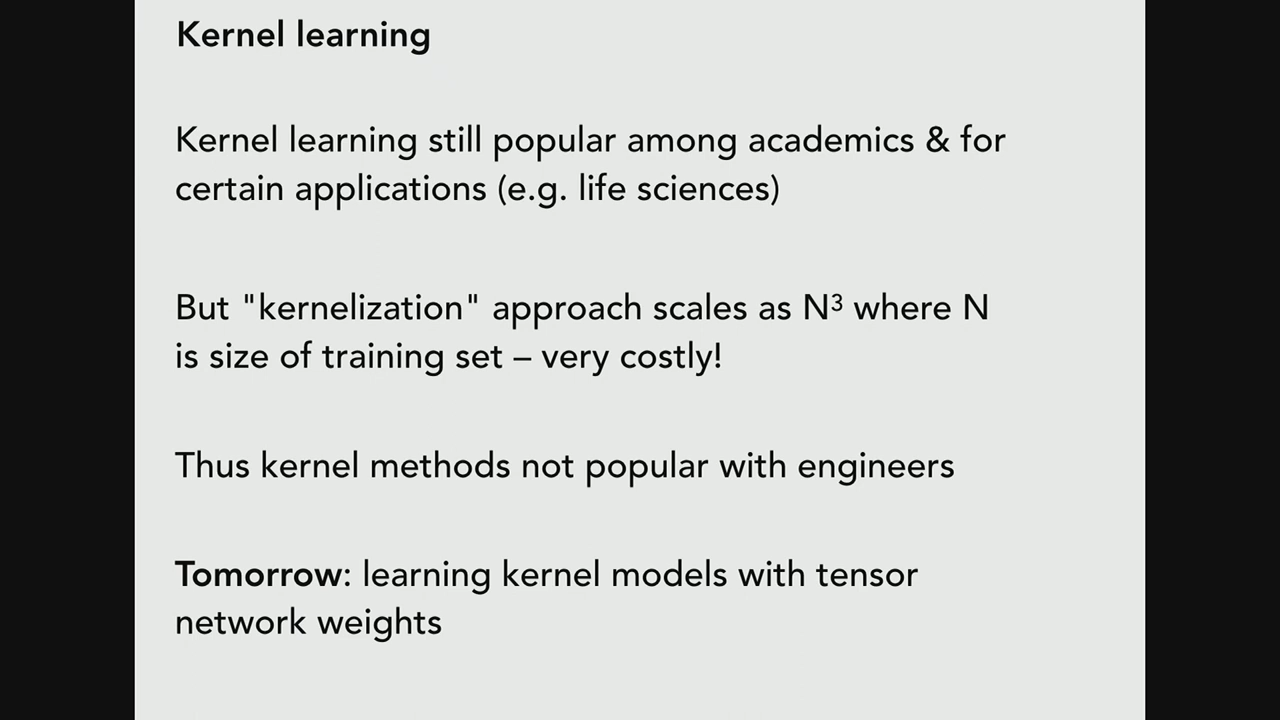 Kernel learning
Kernel learning still popular among academics & for
certain applications (e.g. life sciences)
But "kernelization" approach scales as N³ where N
is size of training set – very costly!
Thus kernel methods not popular with engineers
Tomorrow: learning kernel models with tensor
network weights